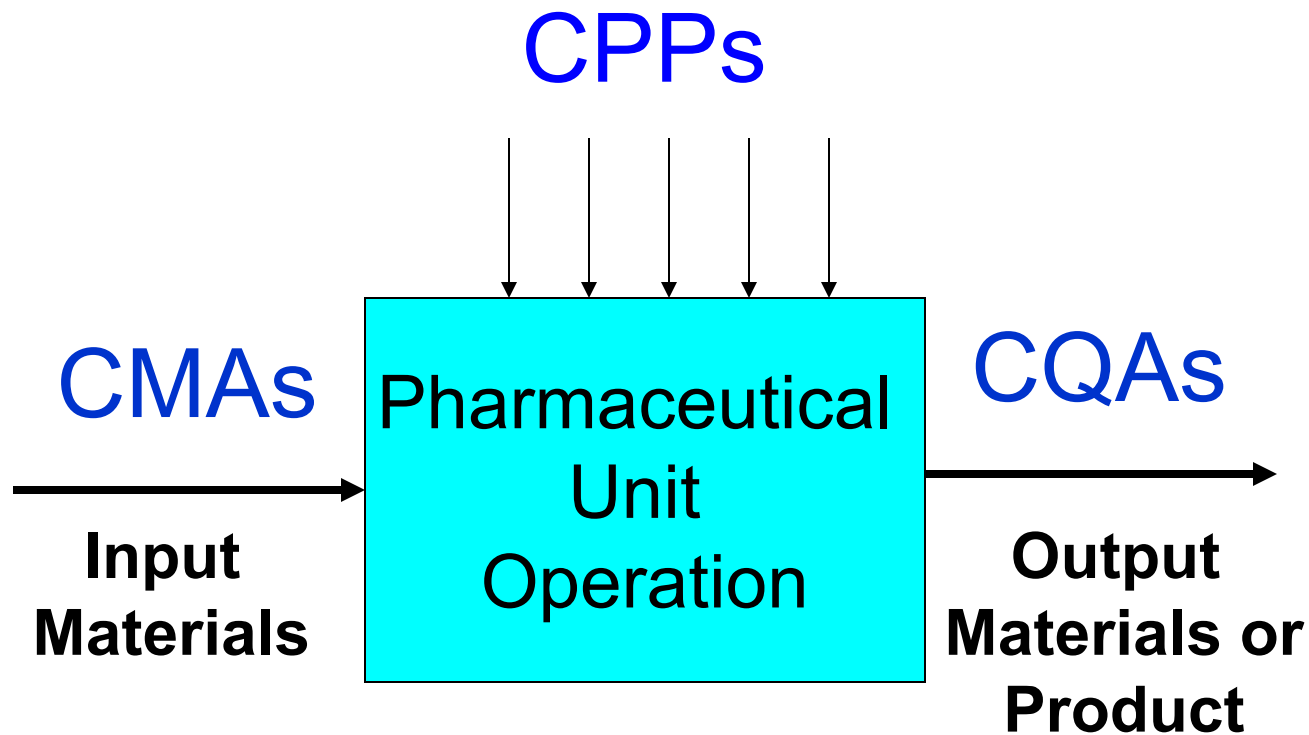 CPPs
CMAs
Input
Materials
Pharmaceutical
Unit
Operation
CQAs
Output
Materials or
Product